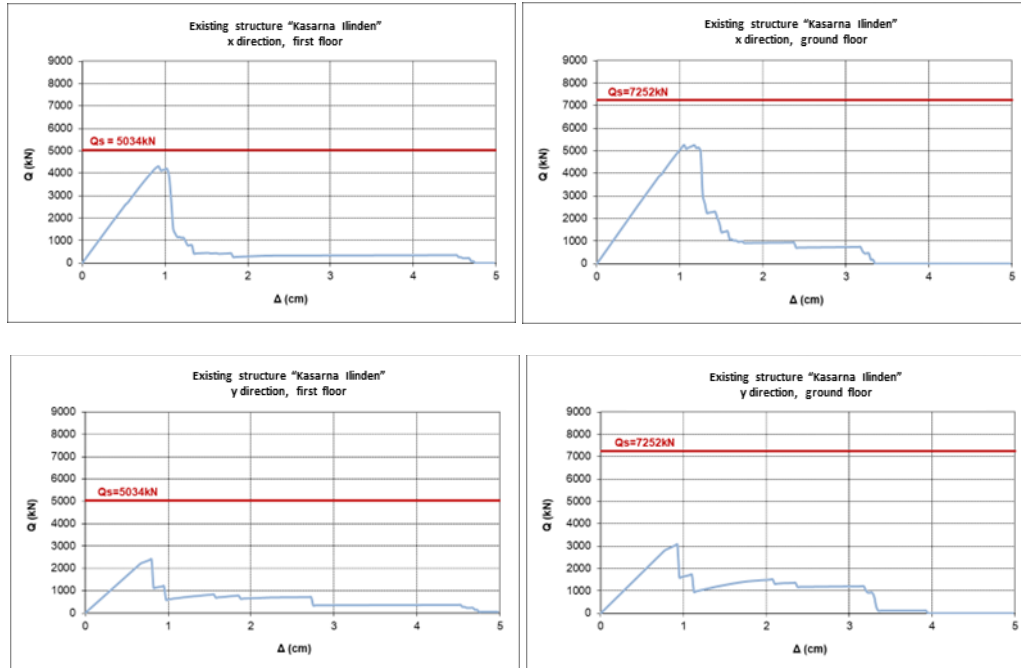 Existing structure "Kasarna Ilinden"
x direction, first floor
9000
8000
7000
6000
5000
4000
3000
2000
1000
0
Q (kN)
Qs = 5034kN
0 1 2 3 4 5
Δ (cm)
Existing structure "Kasarna Ilinden"
x direction, ground floor
9000
8000
7000
6000
5000
4000
3000
2000
1000
0
Q (kN)
Qs=7252kN
0 1 2 3 4 5
Δ (cm)
Existing structure "Kasarna Ilinden"
y direction, first floor
9000
8000
7000
6000
5000
4000
3000
2000
1000
0
Q (kN)
Qs=5034kN
0 1 2 3 4 5
Δ (cm)
Existing structure "Kasarna Ilinden"
y direction, ground floor
9000
8000
7000
6000
5000
4000
3000
2000
1000
0
Q (kN)
Qs=7252kN
0 1 2 3 4 5
Δ (cm)